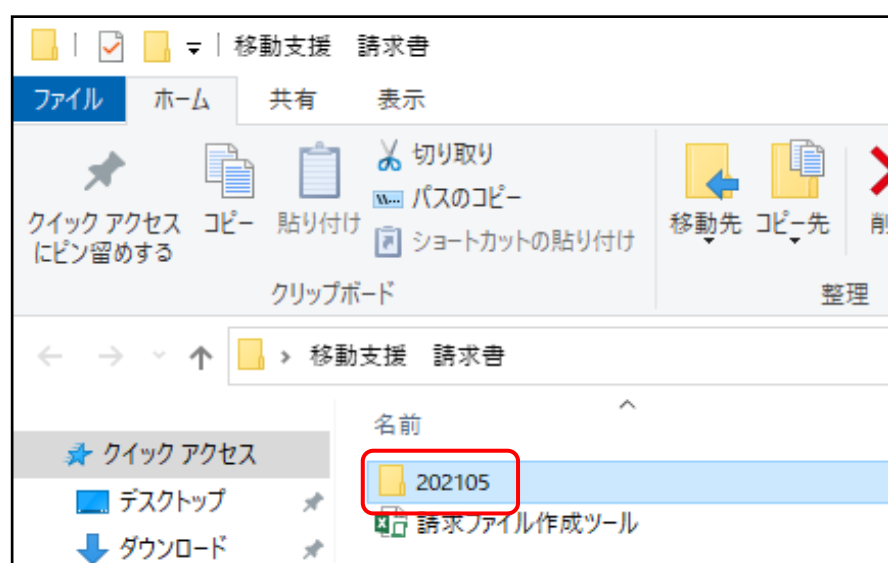 移動支援　請求書
ファイル ホーム 共有 表示
クイック アクセス
にピン留めする
コピー
貼り付け
切り取り
パスのコピー
ショートカットの貼り付け
クリップボード
移動先
コピー先
削
整理
移動支援　請求書
名前
クイック アクセス
デスクトップ
ダウンロード
202105
請求ファイル作成ツール